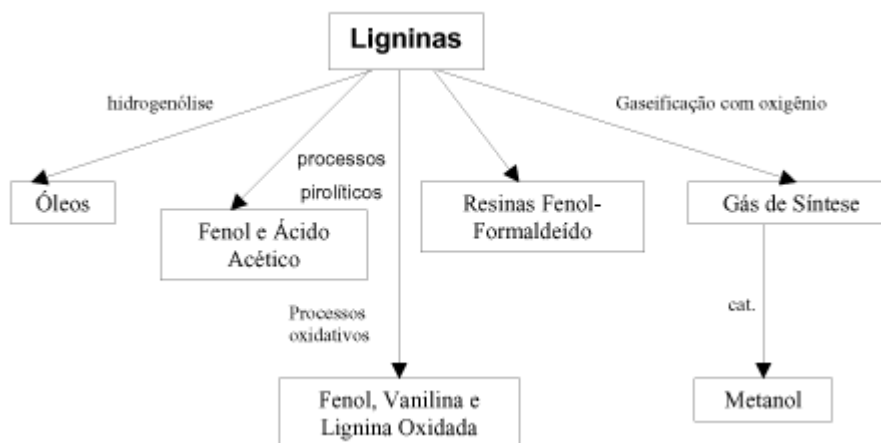 Ligninas
hidrogenólise
Gaseificação com oxigênio
processos
pirolíticos
Óleos
Fenol e Ácido
Acético
Resinas Fenol-
Formaldeído
Gás de Síntese
Processos
oxidativos
cat.
Fenol, Vanilina e
Lignina Oxidada
Metanol